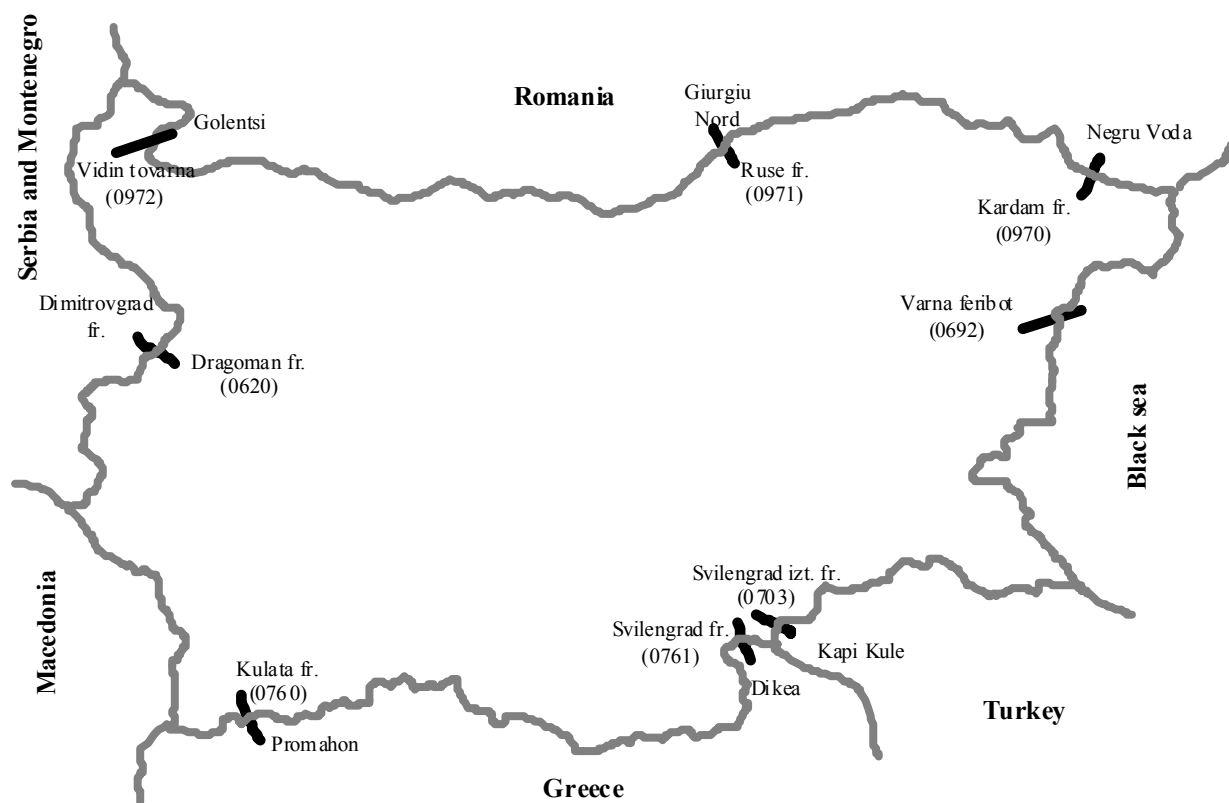 Serbia and Montenegro
Romania
Giurgiu
Nord
Golentsi
Negru Voda
Vidin tovarna
(0972)
Ruse fr.
(0971)
Kardam fr.
(0970)
Dimitrovgrad
fr.
Varna feribot
(0692)
Dragoman fr.
(0620)
Black sea
Macedonia
Svilengrad izt. fr.
(0703)
Svilengrad fr.
(0761)
Kapi Kule
Kulata fr.
(0760)
Dikea
Turkey
Promahon
Greece